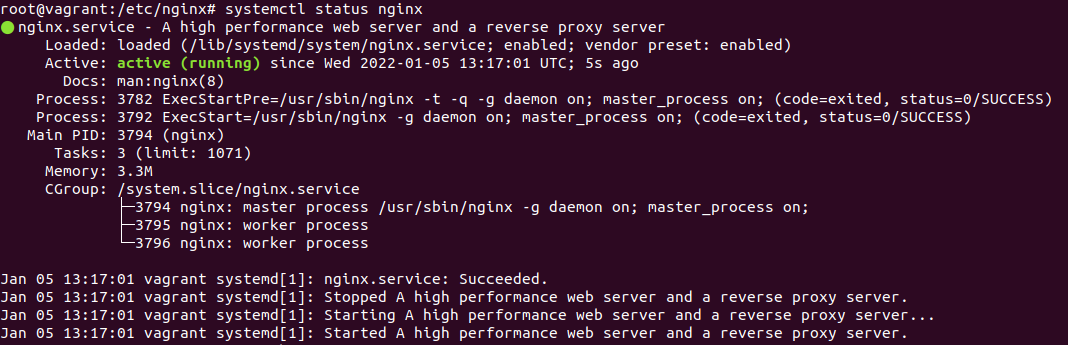 root@vagrant:/etc/nginx# systemctl status nginx
● nginx.service - A high performance web server and a reverse proxy server
     Loaded: loaded (/lib/systemd/system/nginx.service; enabled; vendor preset: enabled)
     Active: active (running) since Wed 2022-01-05 13:17:01 UTC; 5s ago
       Docs: man:nginx(8)
    Process: 3782 ExecStartPre=/usr/sbin/nginx -t -q -g daemon on; master_process on; (code=exited, status=0/SUCCESS)
    Process: 3792 ExecStart=/usr/sbin/nginx -g daemon on; master_process on; (code=exited, status=0/SUCCESS)
   Main PID: 3794 (nginx)
      Tasks: 3 (limit: 1071)
     Memory: 3.3M
     CGroup: /system.slice/nginx.service
             ├─3794 nginx: master process /usr/sbin/nginx -g daemon on; master_process on;
             ├─3795 nginx: worker process
             └─3796 nginx: worker process

Jan 05 13:17:01 vagrant systemd[1]: nginx.service: Succeeded.
Jan 05 13:17:01 vagrant systemd[1]: Stopped A high performance web server and a reverse proxy server.
Jan 05 13:17:01 vagrant systemd[1]: Starting A high performance web server and a reverse proxy server...
Jan 05 13:17:01 vagrant systemd[1]: Started A high performance web server and a reverse proxy server.